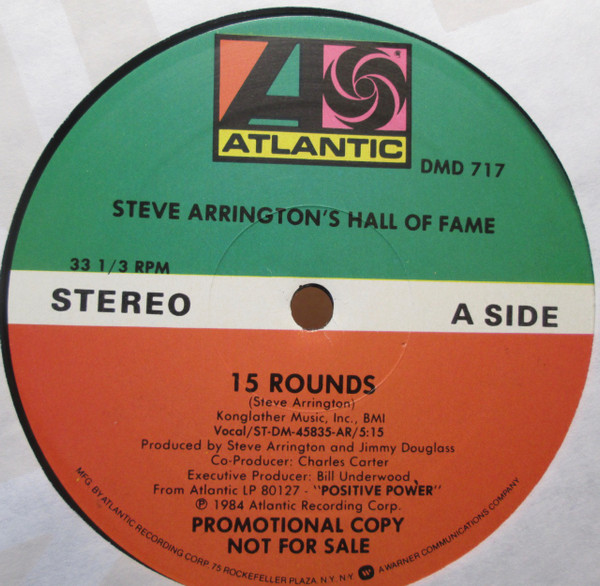 ATLANTIC
DMD 717
STEVE ARRINGTON'S HALL OF FAME
33 1/3 RPM
STEREO
A SIDE
15 ROUNDS
(Steve Arrington)
Konglather Music, Inc., BMI
Vocal/ST-DM-45835-AR/5:15
Produced by Steve Arrington and Jimmy Douglass
Co-Producer: Charles Carter
Executive Producer: Bill Underwood
From Atlantic LP 80127 - "POSITIVE POWER"
℗ 1984 Atlantic Recording Corp.
PROMOTIONAL COPY
NOT FOR SALE
MFG. BY ATLANTIC RECORDING CORP. 75 ROCKEFELLER PLAZA, N.Y. N.Y. A WARNER COMMUNICATIONS COMPANY